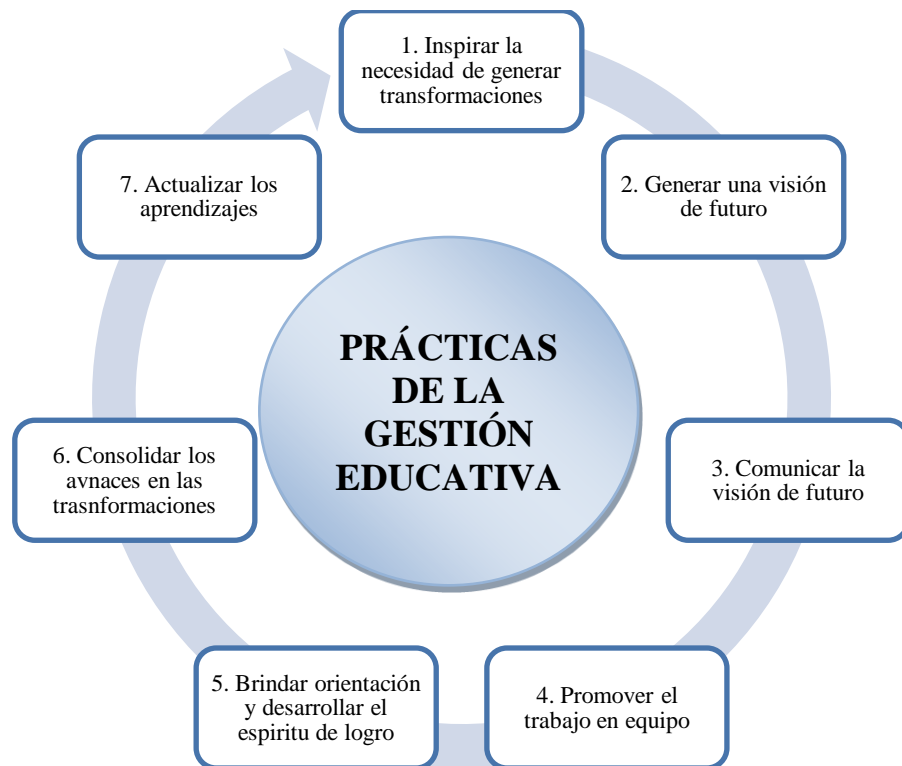 1. Inspirar la
necesidad de generar
transformaciones
2. Generar una visión
de futuro
3. Comunicar la
visión de futuro
4. Promover el
trabajo en equipo
5. Brindar orientación
y desarrollar el
espiritu de logro
6. Consolidar los
avnaces en las
trasnformaciones
7. Actualizar los
aprendizajes
PRÁCTICAS
DE LA
GESTIÓN
EDUCATIVA